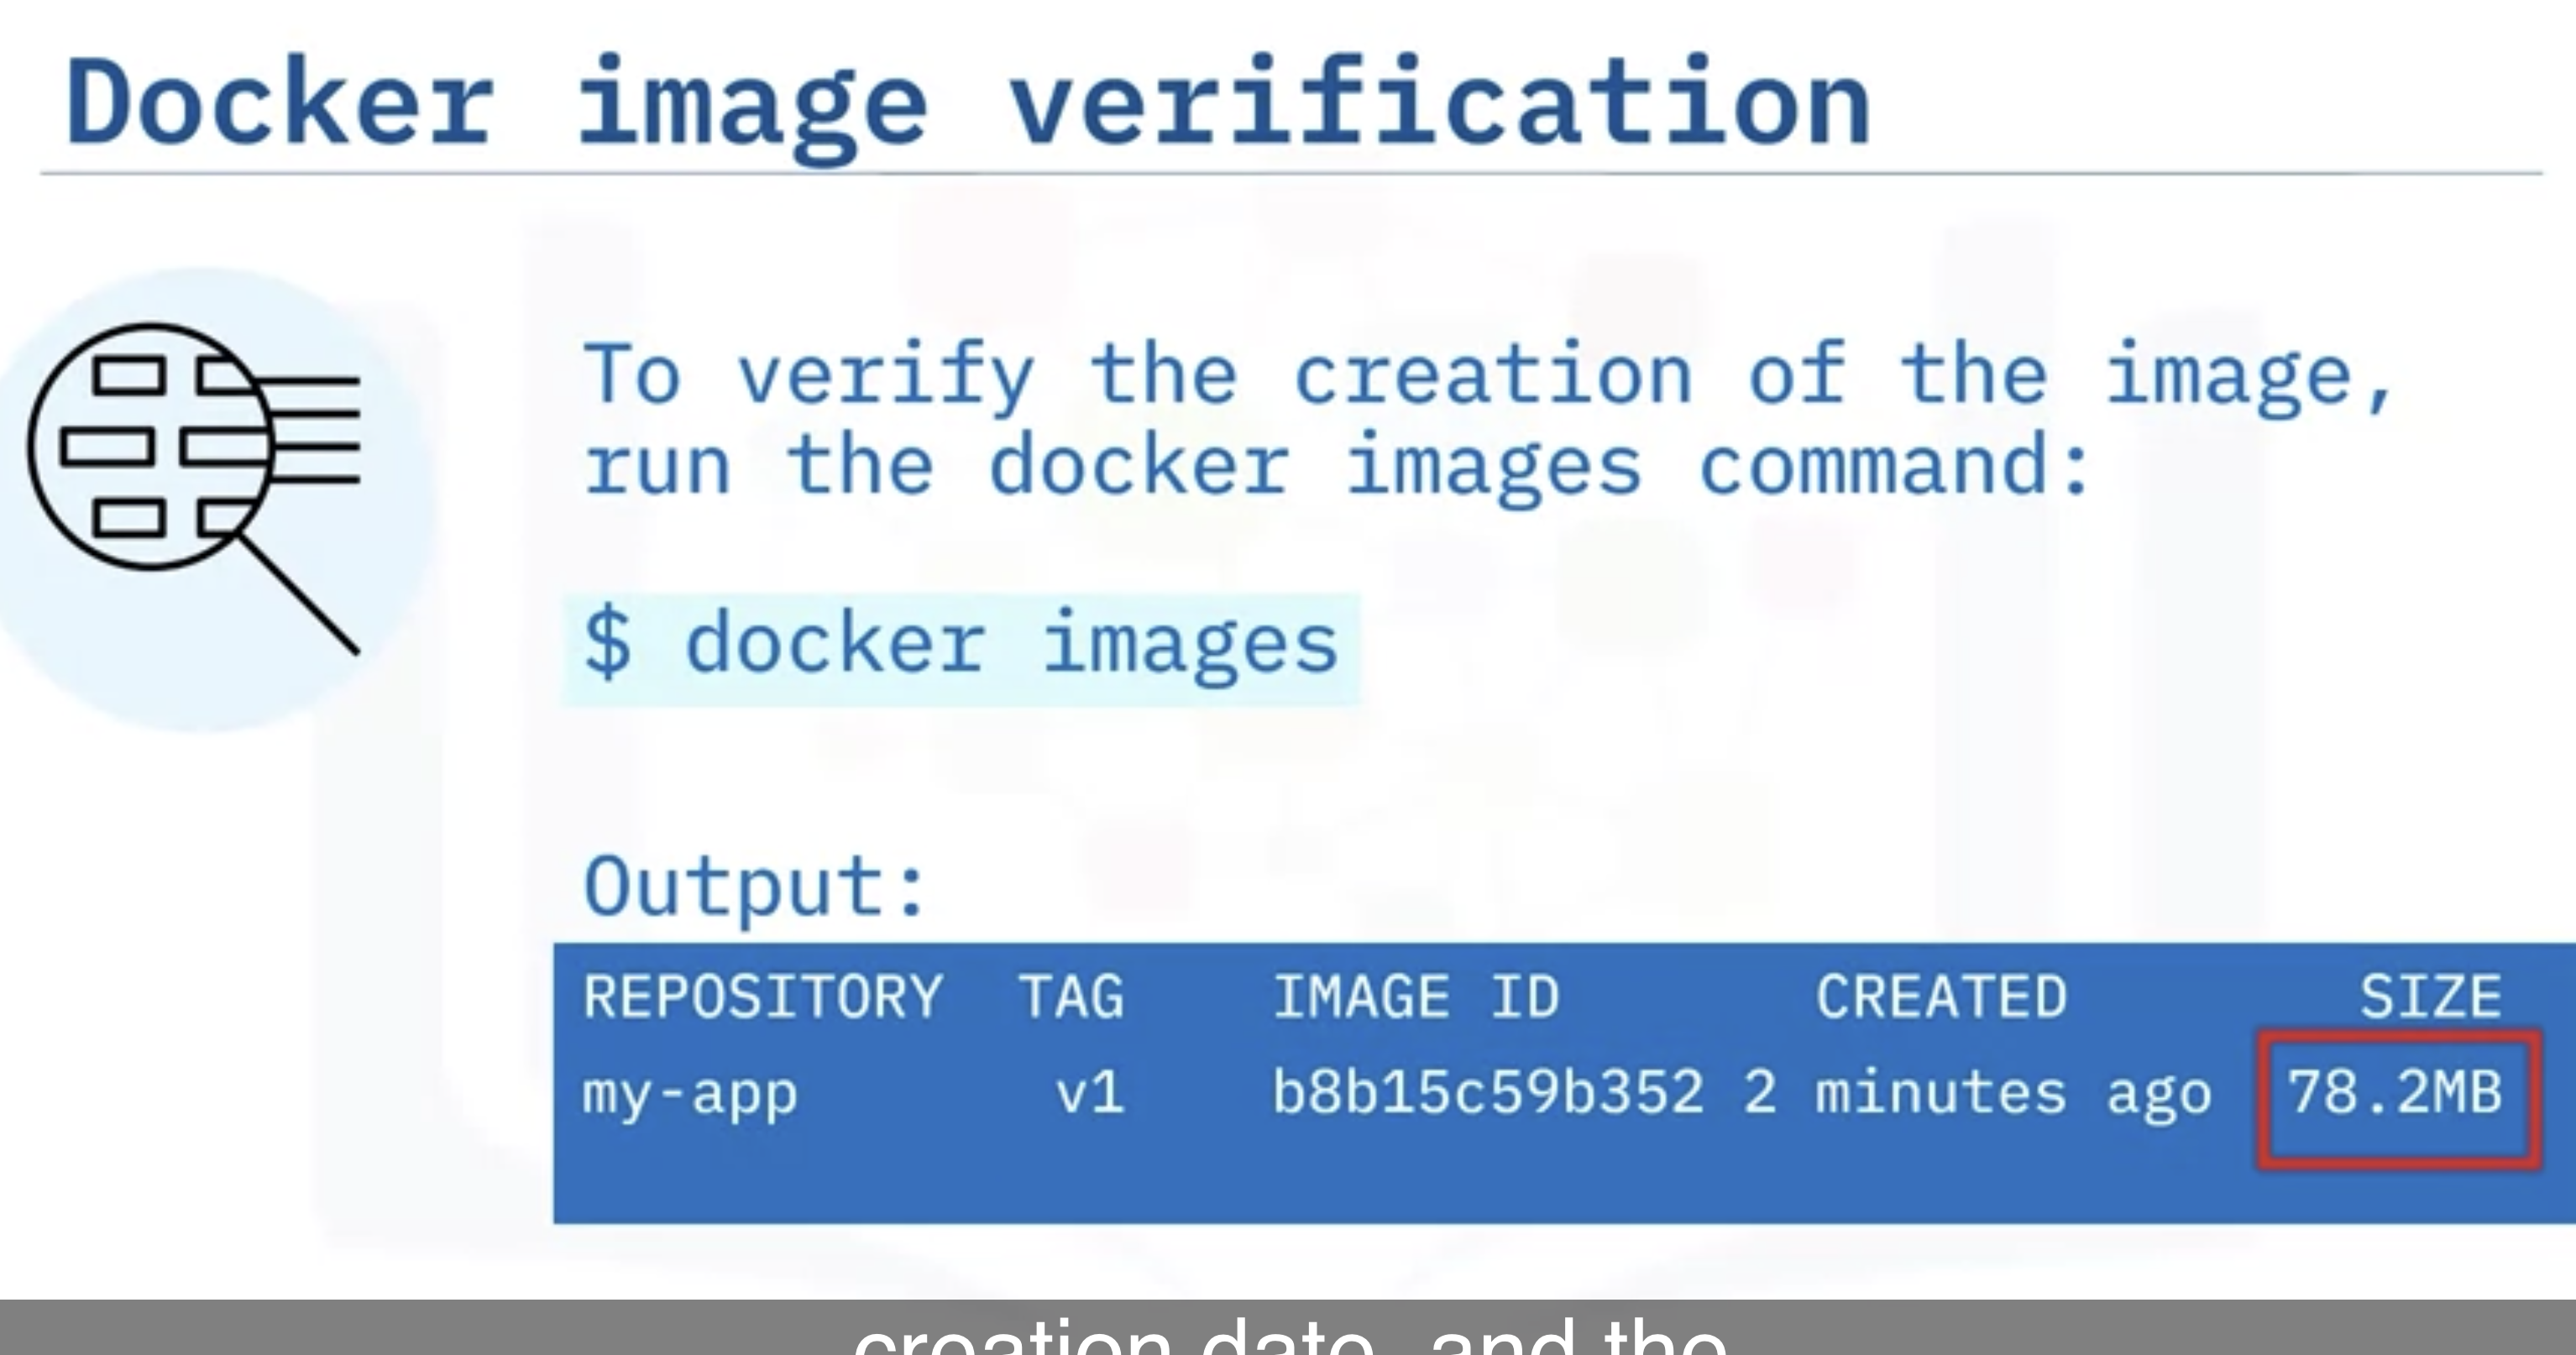 Docker image verification
To verify the creation of the image,
run the docker images command:
$ docker images
Output:
REPOSITORY TAG IMAGE ID CREATED SIZE
my-app v1 b8b15c59b352 2 minutes ago 78.2MB
creation date, and the